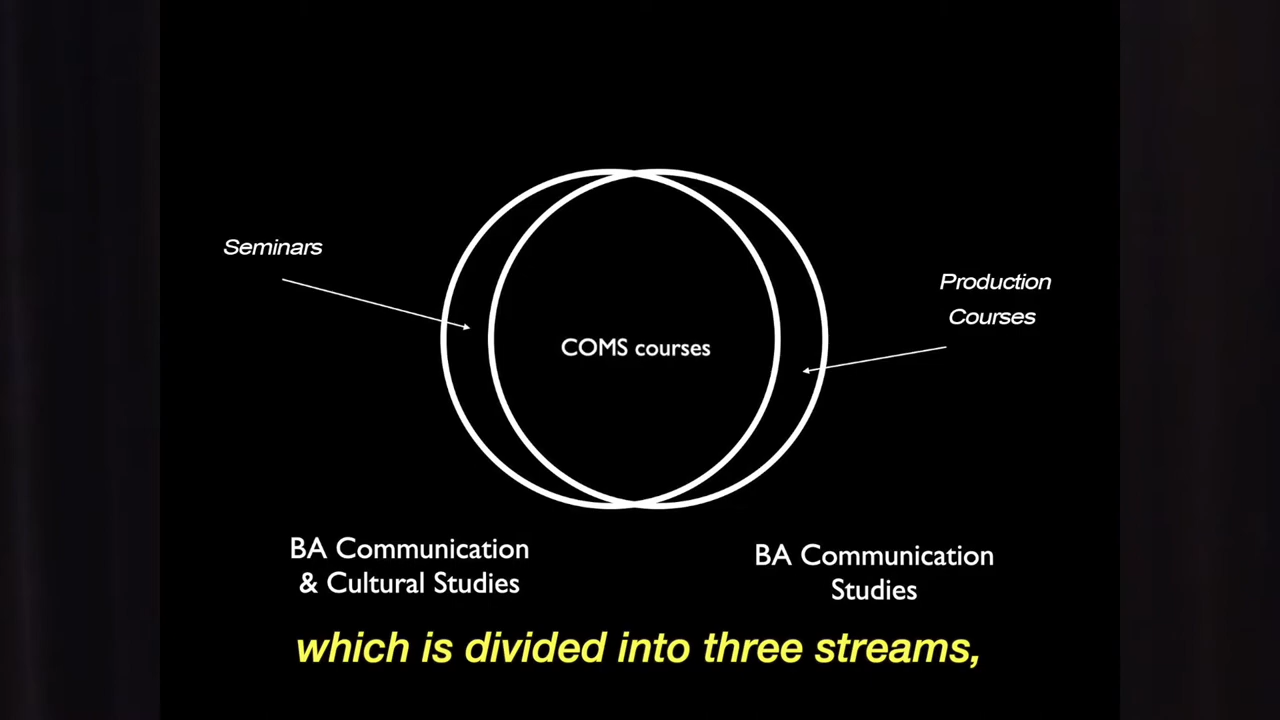 Seminars
Production
Courses
COMS courses
BA Communication
& Cultural Studies
BA Communication
Studies
which is divided into three streams,